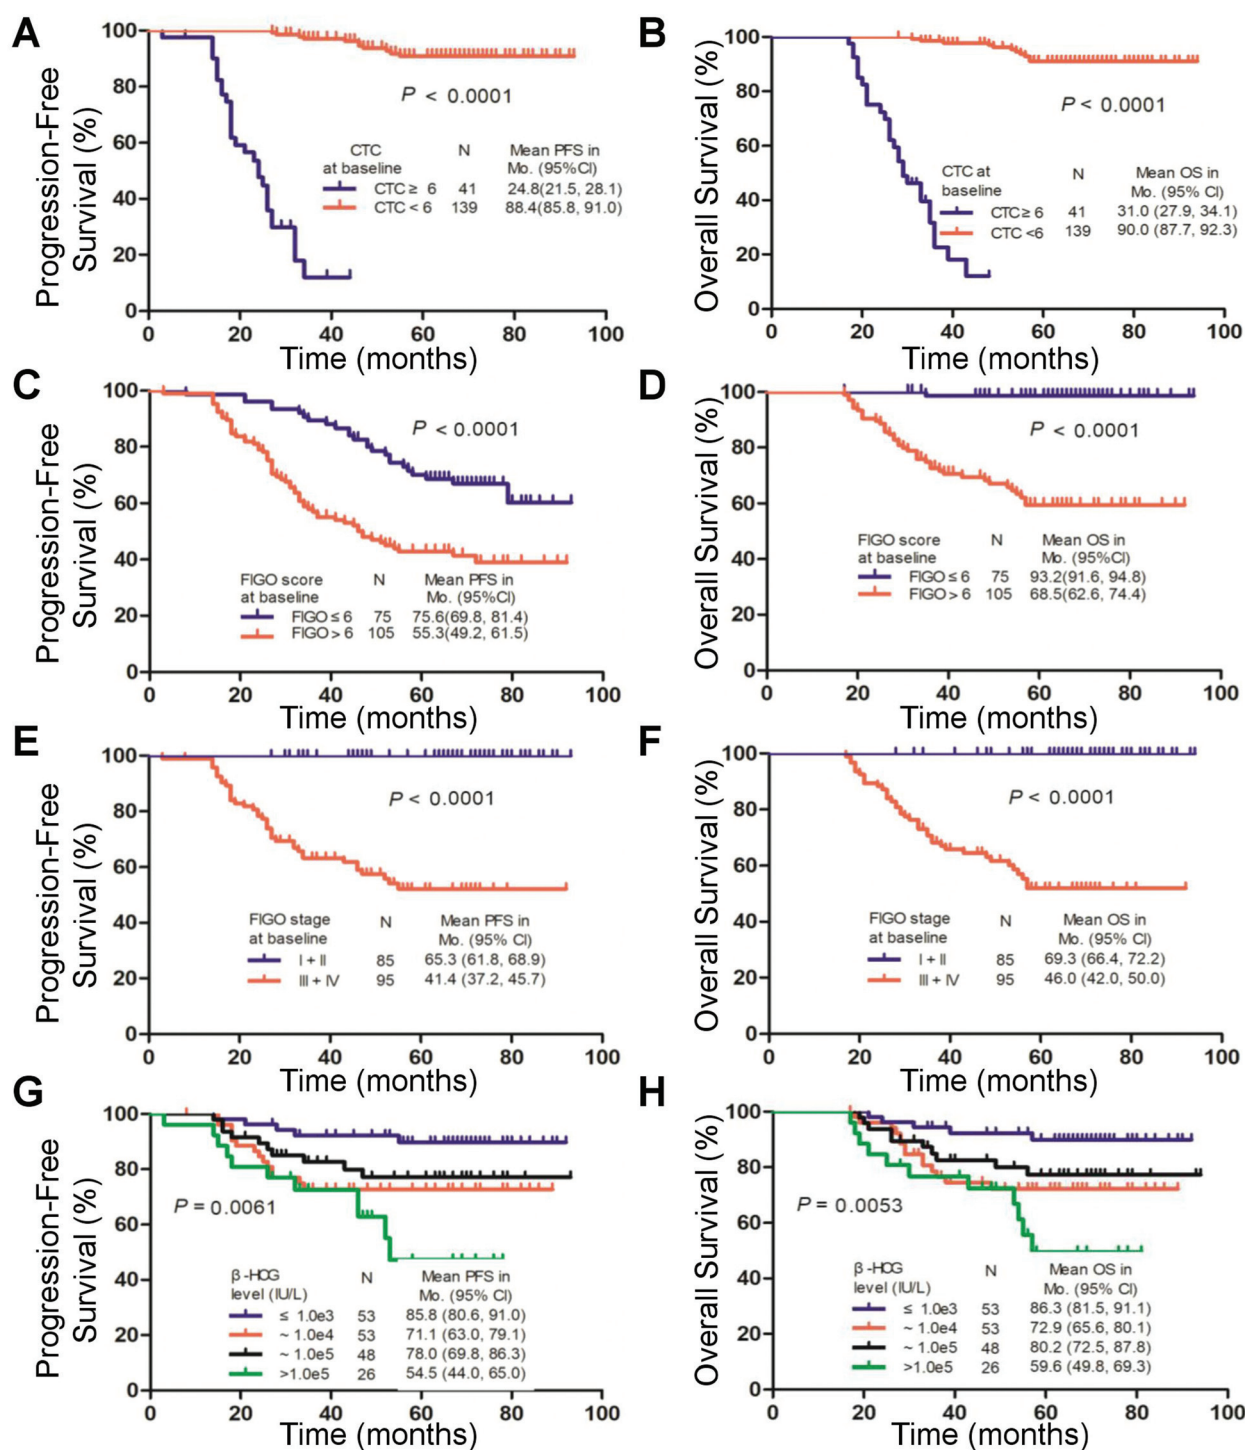 A
Progression-Free
Survival (%)
100
80
60
40
20
0
P < 0.0001
CTC
at baseline
N
Mean PFS in
Mo. (95%CI)
CTC ≥ 6 41 24.8(21.5, 28.1)
CTC < 6 139 88.4(85.8, 91.0)
0 20 40 60 80 100
Time (months)
B
Overall Survival (%)
100
80
60
40
20
0
P < 0.0001
CTC at
baseline
N
Mean OS in
Mo. (95% CI)
CTC≥ 6 41 31.0 (27.9, 34.1)
CTC <6 139 90.0 (87.7, 92.3)
0 20 40 60 80 100
Time (months)
C
Progression-Free
Survival (%)
100
80
60
40
20
0
P < 0.0001
FIGO score
at baseline
N
Mean PFS in
Mo. (95%CI)
FIGO ≤ 6 75 75.6(69.8, 81.4)
FIGO > 6 105 55.3(49.2, 61.5)
0 20 40 60 80 100
Time (months)
D
Overall Survival (%)
100
80
60
40
20
0
P < 0.0001
FIGO score
at baseline
N
Mean OS in
Mo. (95%CI)
FIGO ≤ 6 75 93.2(91.6, 94.8)
FIGO > 6 105 68.5(62.6, 74.4)
0 20 40 60 80 100
Time (months)
E
Progression-Free
Survival (%)
100
80
60
40
20
0
P < 0.0001
FIGO stage
at baseline
N
Mean PFS in
Mo. (95% CI)
I + II 85 65.3 (61.8, 68.9)
III + IV 95 41.4 (37.2, 45.7)
0 20 40 60 80 100
Time (months)
F
Overall Survival (%)
100
80
60
40
20
0
P < 0.0001
FIGO stage
at baseline
N
Mean OS in
Mo. (95% CI)
I + II 85 69.3 (66.4, 72.2)
III + IV 95 46.0 (42.0, 50.0)
0 20 40 60 80 100
Time (months)
G
Progression-Free
Survival (%)
100
80
60
40
20
0
P = 0.0061
β -HCG
level (IU/L)
N
Mean PFS in
Mo. (95% CI)
≤ 1.0e3 53 85.8 (80.6, 91.0)
~ 1.0e4 53 71.1 (63.0, 79.1)
~ 1.0e5 48 78.0 (69.8, 86.3)
>1.0e5 26 54.5 (44.0, 65.0)
0 20 40 60 80 100
Time (months)
H
Overall Survival (%)
100
80
60
40
20
0
P = 0.0053
β -HCG
level (IU/L)
N
Mean OS in
Mo. (95% CI)
≤ 1.0e3 53 86.3 (81.5, 91.1)
~ 1.0e4 53 72.9 (65.6, 80.1)
~ 1.0e5 48 80.2 (72.5, 87.8)
>1.0e5 26 59.6 (49.8, 69.3)
0 20 40 60 80 100
Time (months)